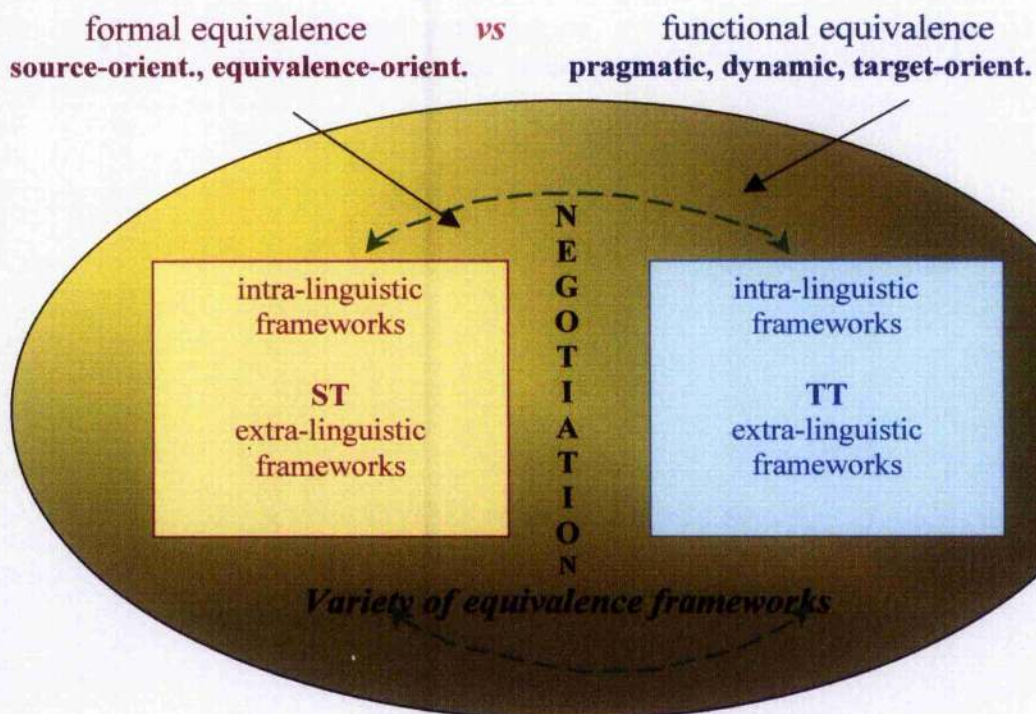 formal equivalence vs functional equivalence
source-orient., equivalence-orient. pragmatic, dynamic, target-orient.
intra-linguistic
frameworks
ST
extra-linguistic
frameworks
NEGOTIATION
intra-linguistic
frameworks
TT
extra-linguistic
frameworks
Variety of equivalence frameworks